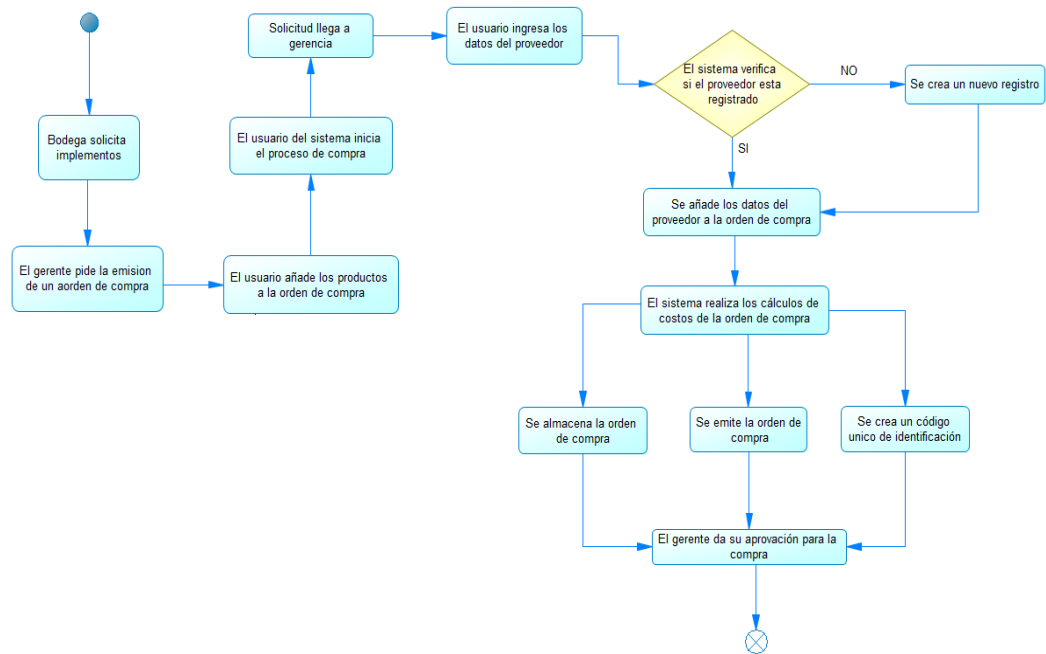 Bodega solicita
implementos
El gerente pide la emision
de un aorden de compra
El usuario añade los productos
a la orden de compra
El usuario del sistema inicia
el proceso de compra
Solicitud llega a
gerencia
El usuario ingresa los
datos del proveedor
El sistema verifica
si el proveedor esta
registrado
NO
Se crea un nuevo registro
SI
Se añade los datos del
proveedor a la orden de compra
El sistema realiza los cálculos de
costos de la orden de compra
Se almacena la orden
de compra
Se emite la orden de
compra
Se crea un código
unico de identificación
El gerente da su aprovación para la
compra